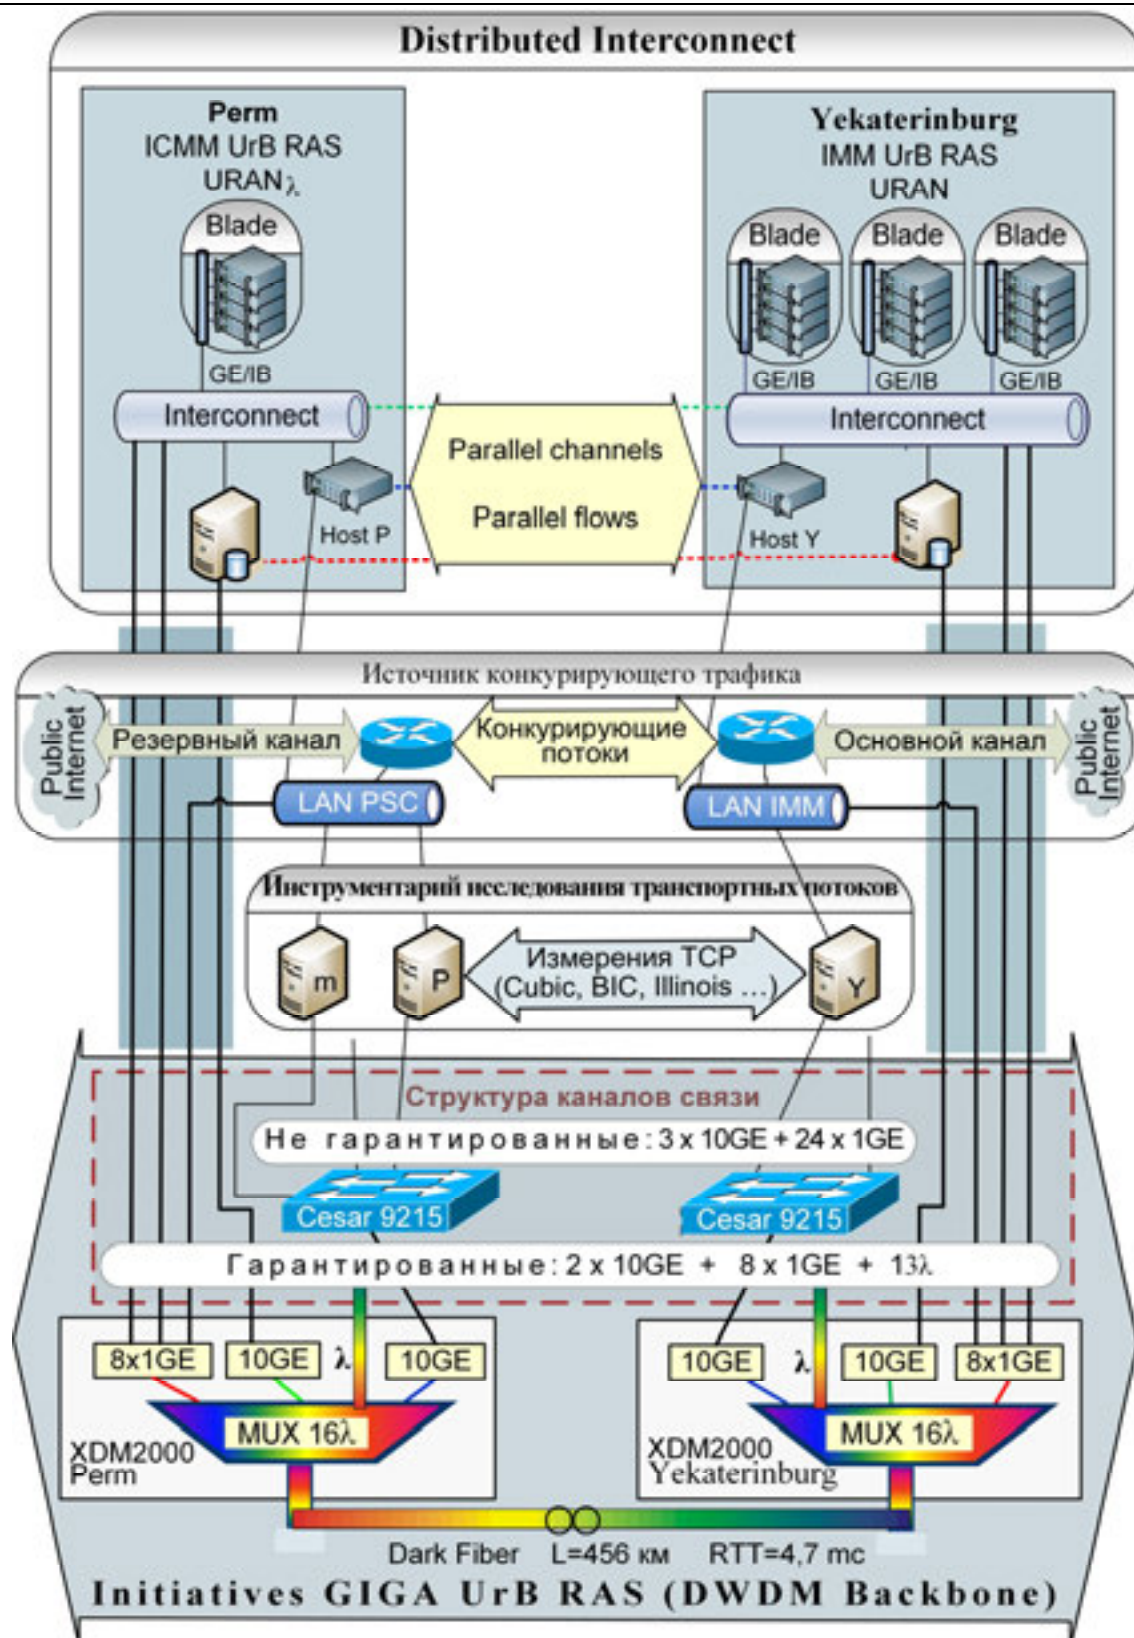 Distributed Interconnect
Perm
ICMM UrB RAS
URANλ
Blade
GE/IB
Interconnect
Host P
Yekaterinburg
IMM UrB RAS
URAN
Blade Blade Blade
GE/IB GE/IB GE/IB
Interconnect
Host Y
Parallel channels
Parallel flows
Источник конкурирующего трафика
Public
Internet
Резервный канал
Конкурирующие
потоки
Основной канал
Public
Internet
LAN PSC
LAN IMM
Инструментарий исследования транспортных потоков
m
P
Измерения TCP
(Cubic, BIC, Illinois ...)
Y
Структура каналов связи
Не гарантированные: 3 x 10GE + 24 x 1GE
Cesar 9215
Cesar 9215
Гарантированные: 2 x 10GE + 8 x 1GE + 13λ
8x1GE 10GE λ 10GE
MUX 16λ
XDM2000
Perm
10GE λ 10GE 8x1GE
MUX 16λ
XDM2000
Yekaterinburg
Dark Fiber L=456 км RTT=4,7 mc
Initiatives GIGA UrB RAS (DWDM Backbone)